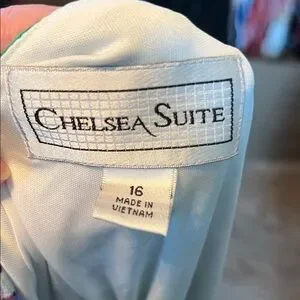 CHELSEA SUITE
16
MADE IN
VIETNAM